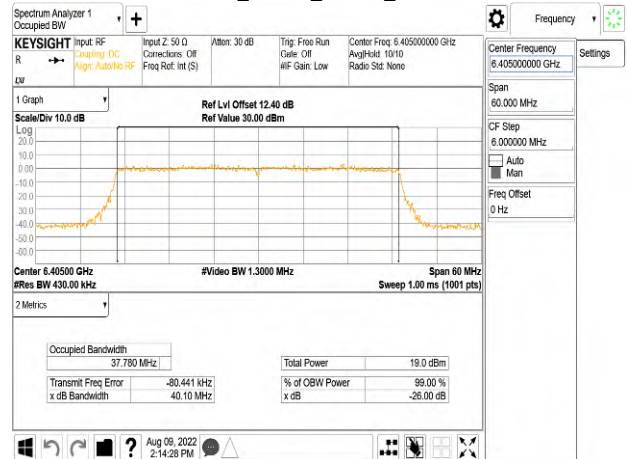 Spectrum Analyzer 1
Occupied BW
+
Frequency
KEYSIGHT
R
Input: RF
Coupling: DC
Align: Auto/No RF
Input Z: 50 Ω
Corrections: Off
Freq Ref: Int (S)
Atten: 30 dB
Trig: Free Run
Gate: Off
#IF Gain: Low
Center Freq: 6.405000000 GHz
Avg|Hold: 10/10
Radio Std: None
Center Frequency
6.405000000 GHz
Settings
Span
60.000 MHz
CF Step
6.000000 MHz
Auto
Man
Freq Offset
0 Hz
1 Graph
Scale/Div 10.0 dB
Ref Lvl Offset 12.40 dB
Ref Value 30.00 dBm
Log
20.0
10.0
0.00
-10.0
-20.0
-30.0
-40.0
-50.0
-60.0
Center 6.40500 GHz
#Res BW 430.00 kHz
#Video BW 1.3000 MHz
Span 60 MHz
Sweep 1.00 ms (1001 pts)
2 Metrics
Occupied Bandwidth
37.780 MHz
Transmit Freq Error -80.441 kHz
x dB Bandwidth 40.10 MHz
Total Power 19.0 dBm
% of OBW Power 99.00 %
x dB -26.00 dB
?
Aug 09, 2022
2:14:28 PM